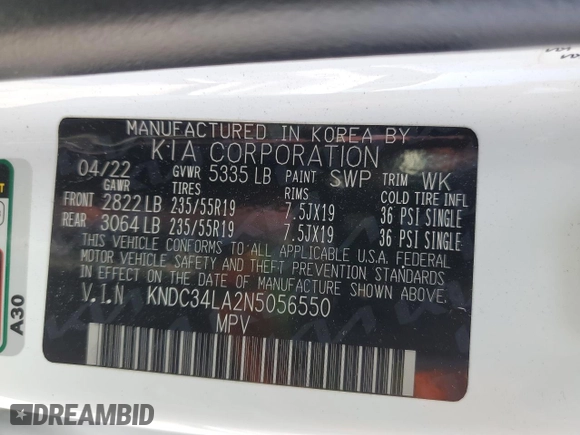 MANUFACTURED IN KOREA BY
KIA CORPORATION
04/22 GVWR 5335 LB PAINT SWP TRIM WK
GAWR TIRES RIMS COLD TIRE INFL
FRONT 2822 LB 235/55R19 7.5JX19 36 PSI SINGLE
REAR 3064 LB 235/55R19 7.5JX19 36 PSI SINGLE
THIS VEHICLE CONFORMS TO ALL APPLICABLE U.S.A. FEDERAL
MOTOR VEHICLE SAFETY AND THEFT PREVENTION STANDARDS
IN EFFECT ON THE DATE OF MANUFACTURE SHOWN ABOVE.
V.I.N KNDC34LA2N5056550
MPV
A30
DREAMBID